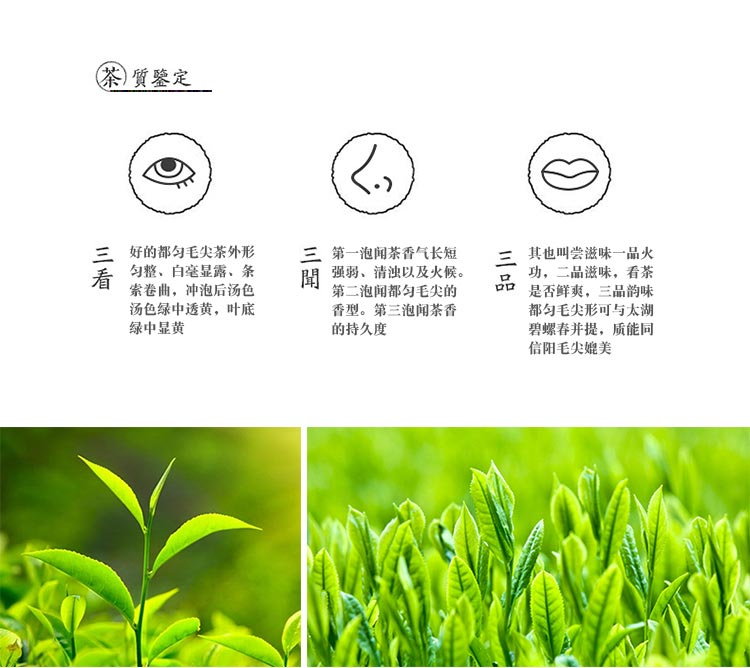 茶質鑒定
三看
好的都匀毛尖茶外形
匀整、白毫显露、条
索卷曲，冲泡后汤色
汤色绿中透黄，叶底
绿中显黄
三聞
第一泡闻茶香气长短
强弱、清浊以及火候。
第二泡闻都匀毛尖的
香型。第三泡闻茶香
的持久度
三品
其也叫尝滋味一品火
功，二品滋味，看茶
是否鲜爽，三品韵味
都匀毛尖形可与太湖
碧螺春并提，质能同
信阳毛尖媲美